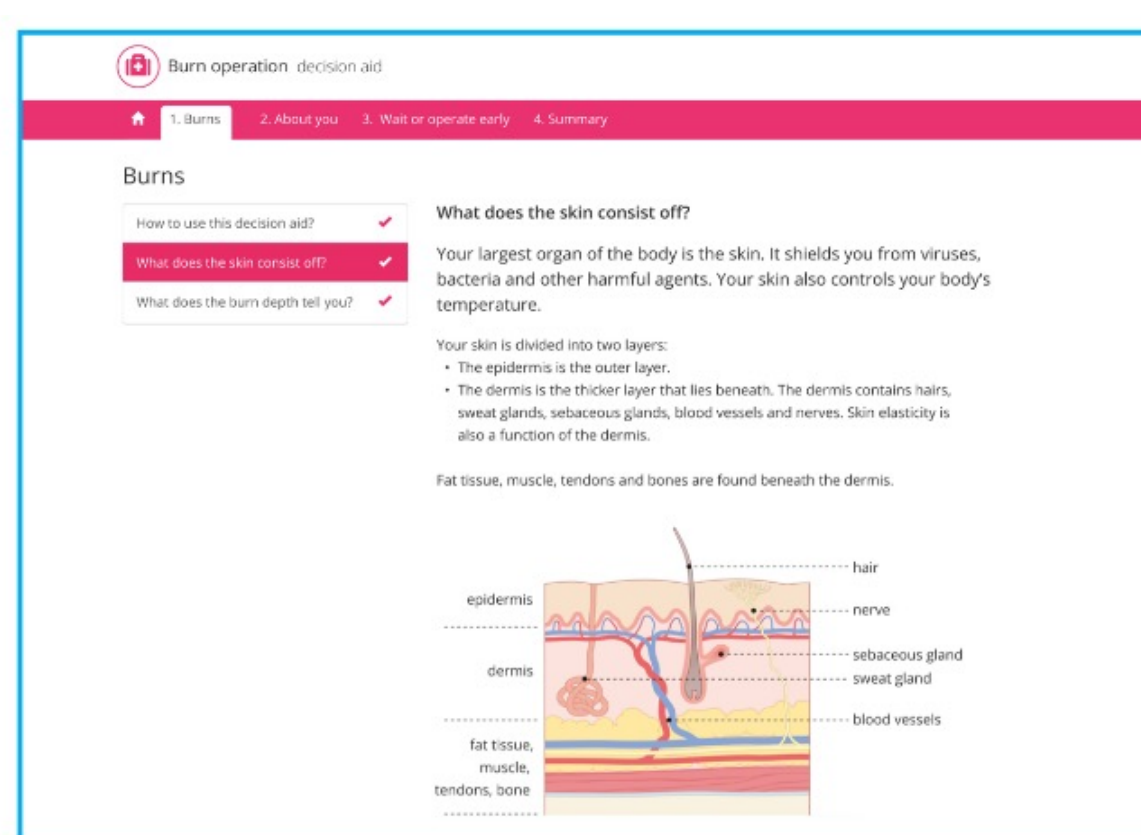 Burn operation decision aid
1. Burns
2. About you
3. Wait or operate early
4. Summary
Burns
How to use this decision aid?
What does the skin consist off?
What does the burn depth tell you?
What does the skin consist off?
Your largest organ of the body is the skin. It shields you from viruses,
bacteria and other harmful agents. Your skin also controls your body's
temperature.
Your skin is divided into two layers:
• The epidermis is the outer layer.
• The dermis is the thicker layer that lies beneath. The dermis contains hairs,
sweat glands, sebaceous glands, blood vessels and nerves. Skin elasticity is
also a function of the dermis.
Fat tissue, muscle, tendons and bones are found beneath the dermis.
hair
epidermis
nerve
sebaceous gland
dermis
sweat gland
blood vessels
fat tissue,
muscle,
tendons, bone